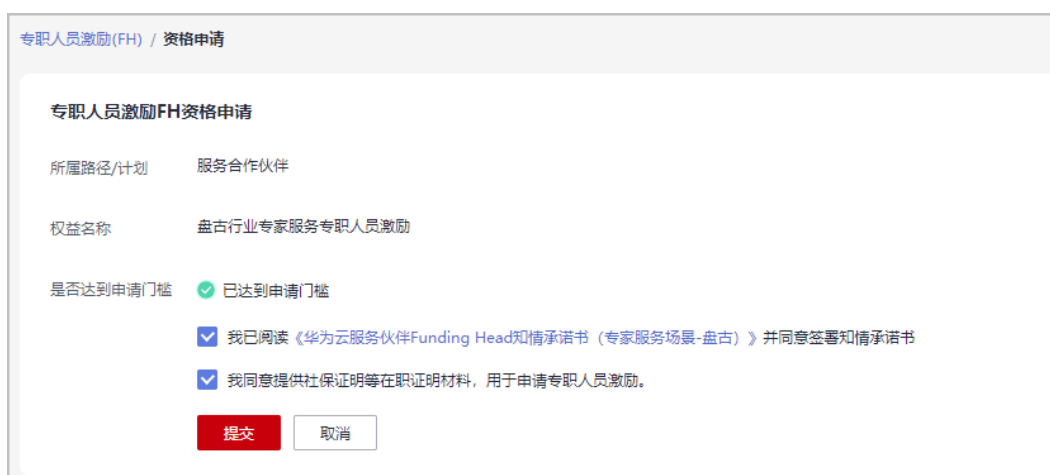 专职人员激励(FH) / 资格申请
专职人员激励FH资格申请
所属路径/计划 服务合作伙伴
权益名称 盘古行业专家服务专职人员激励
是否达到申请门槛 已达到申请门槛
我已阅读《华为云服务伙伴Funding Head知情承诺书（专家服务场景-盘古）》并同意签署知情承诺书
我同意提供社保证明等在职证明材料，用于申请专职人员激励。
提交 取消